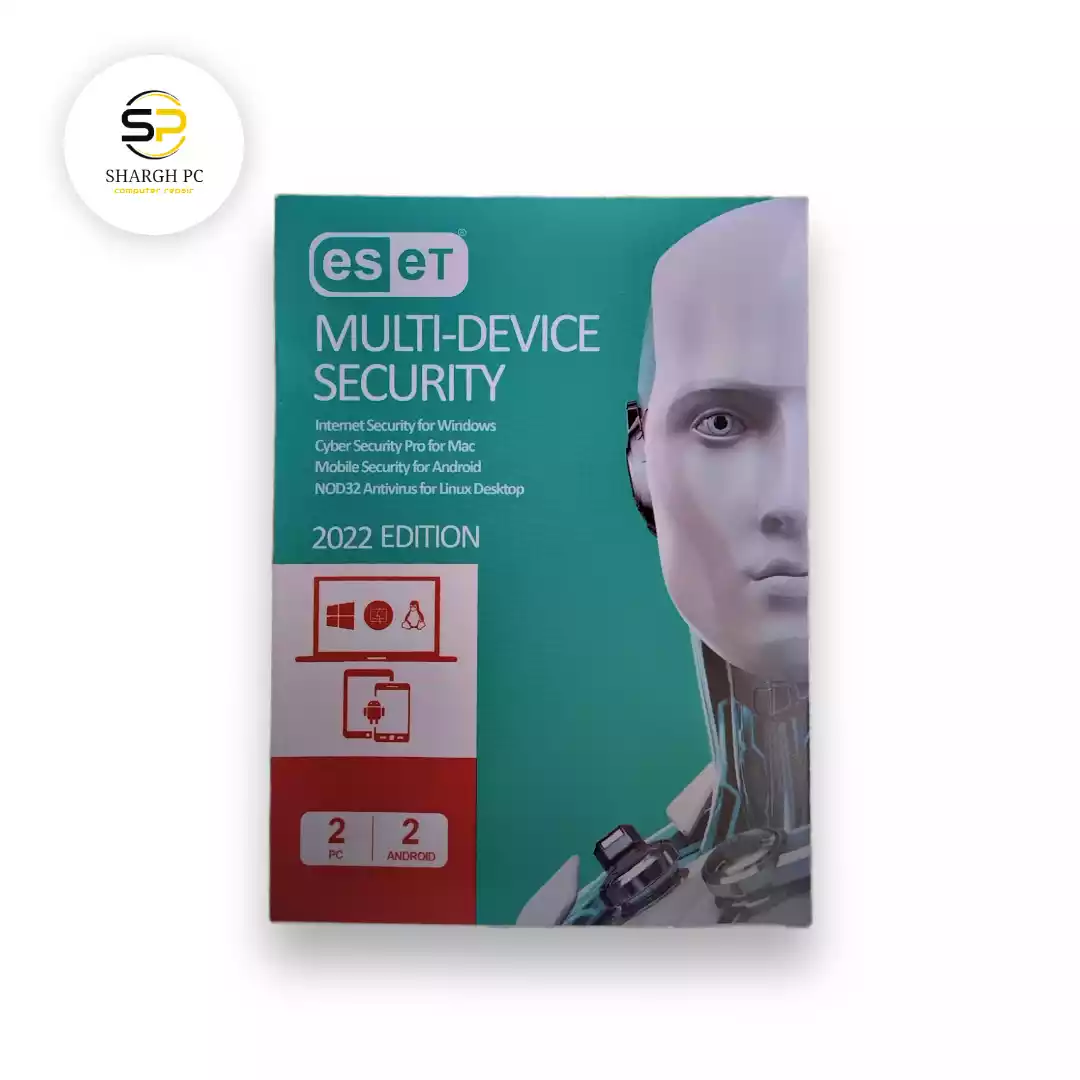 SP
SHARGH PC
computer repair
eset®
MULTI-DEVICE
SECURITY
Internet Security for Windows
Cyber Security Pro for Mac
Mobile Security for Android
NOD32 Antivirus for Linux Desktop
2022 EDITION
2 2
PC ANDROID